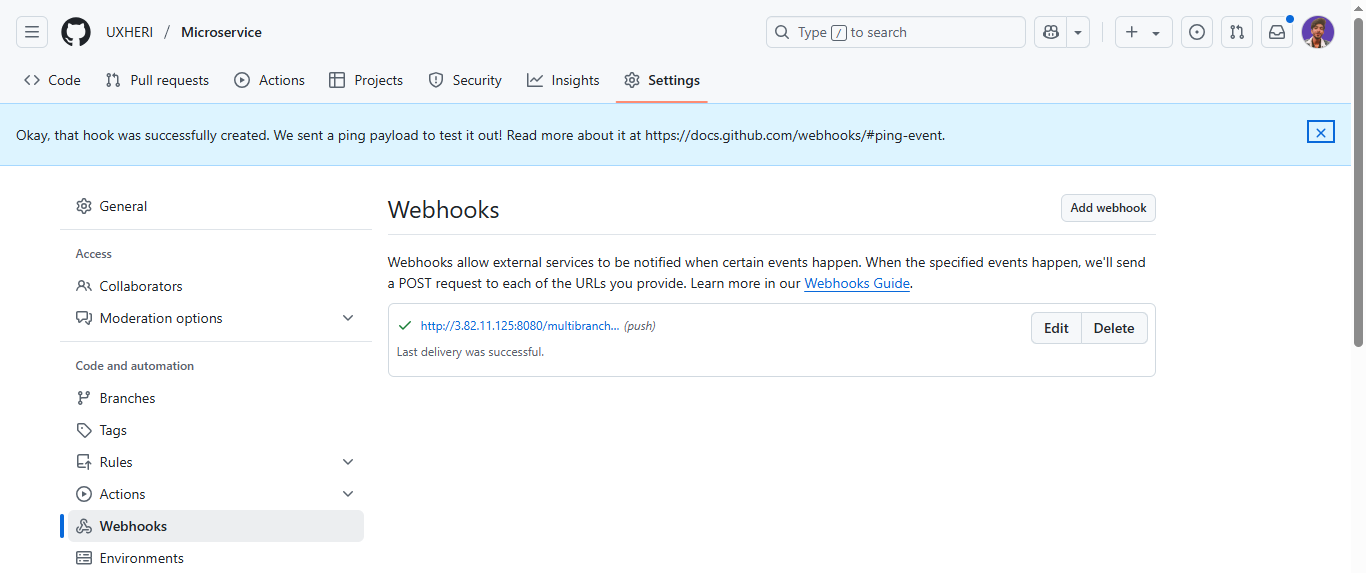 UXHERI / Microservice
Type / to search
Code
Pull requests
Actions
Projects
Security
Insights
Settings
Okay, that hook was successfully created. We sent a ping payload to test it out! Read more about it at https://docs.github.com/webhooks/#ping-event.
General
Access
Collaborators
Moderation options
Code and automation
Branches
Tags
Rules
Actions
Webhooks
Environments
Webhooks
Add webhook
Webhooks allow external services to be notified when certain events happen. When the specified events happen, we'll send
a POST request to each of the URLs you provide. Learn more in our Webhooks Guide.
http://3.82.11.125:8080/multibranch... (push)
Edit
Delete
Last delivery was successful.